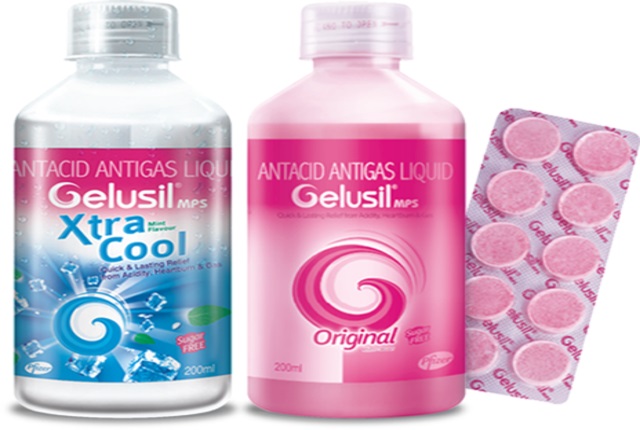 ANTACID ANTIGAS LIQU
Gelusil® MPS
Xtra
Cool
Mint
Flavour
Quick & Lasting Relief
from Acidity, Heartburn & Gas
Sugar
FREE
Pfizer
200ml
ANTACID ANTIGAS LIQUID
Gelusil® MPS
Quick & Lasting Relief from Acidity, Heartburn & Gas
Original
Sugar
FREE
200ml
Pfizer
Gelusil
Gelusil
Gelusil
Gelusil